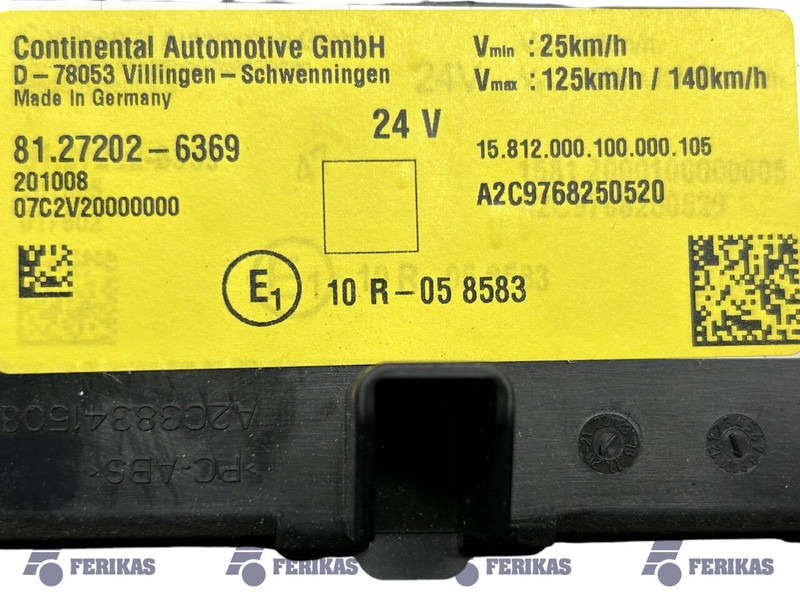 Continental Automotive GmbH
D – 78053 Villingen – Schwenningen
Made in Germany
81.27202 – 6369
201008
07C2V20000000
24 V
Vmin : 25km/h
Vmax : 125km/h / 140km/h
15.812.000.100.000.105
A2C9768250520
E1 10 R – 05 8583
>PC-ABS<
FERIKAS FERIKAS FERIKAS FERIKAS